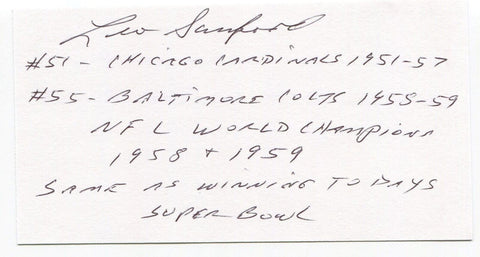 Leo Sanford
#51 - CHICAGO CARDINALS 1951-57
#55 - BALTIMORE COLTS 1958-59
NFL WORLD CHAMPIONS
1958 + 1959
SAME AS WINNING TODAYS
SUPER BOWL